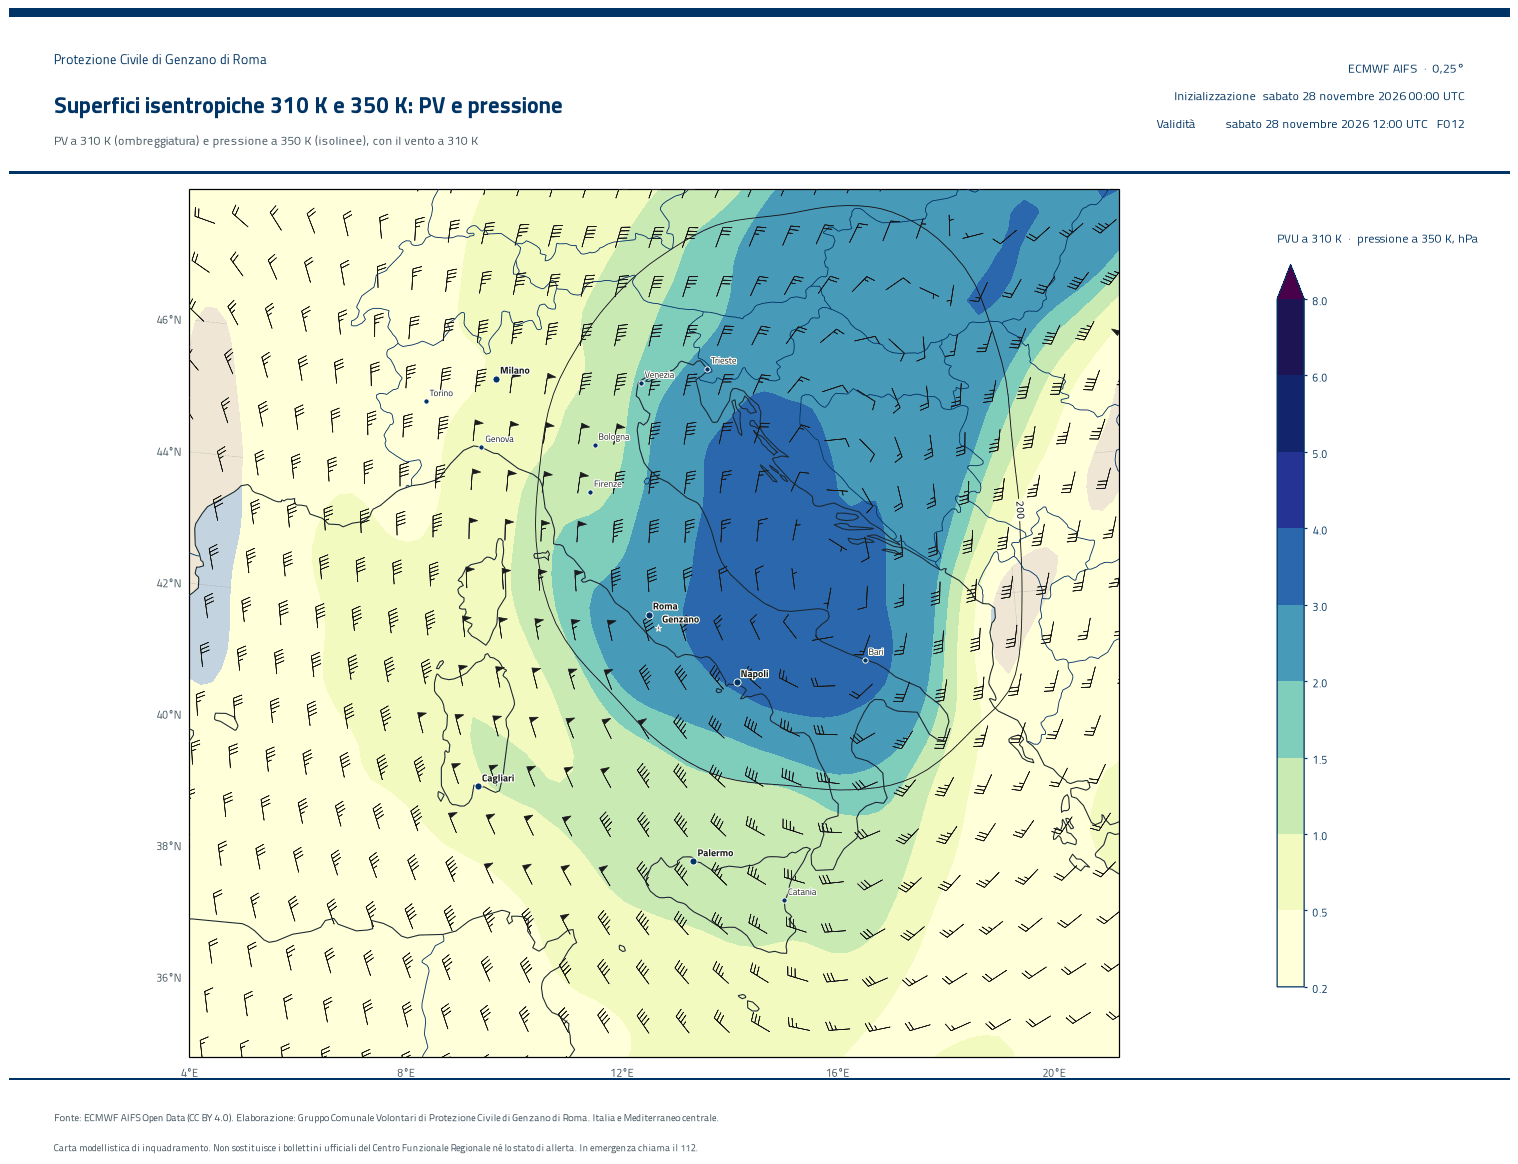 Protezione Civile di Genzano di Roma
Superfici isentropiche 310 K e 350 K: PV e pressione
PV a 310 K (ombreggiatura) e pressione a 350 K (isolinee), con il vento a 310 K
ECMWF AIFS · 0,25°
Inizializzazione sabato 28 novembre 2026 00:00 UTC
Validità sabato 28 novembre 2026 12:00 UTC F012
PVU a 310 K · pressione a 350 K, hPa
8.0
6.0
5.0
4.0
3.0
2.0
1.5
1.0
0.5
0.2
46°N
44°N
42°N
40°N
38°N
36°N
4°E
8°E
12°E
16°E
20°E
Trieste
Milano
Venezia
Torino
Bologna
Genova
Firenze
200
Roma
Genzano
Bari
Napoli
Cagliari
Palermo
Catania
Fonte: ECMWF AIFS Open Data (CC BY 4.0). Elaborazione: Gruppo Comunale Volontari di Protezione Civile di Genzano di Roma. Italia e Mediterraneo centrale.
Carta modellistica di inquadramento. Non sostituisce i bollettini ufficiali del Centro Funzionale Regionale né lo stato di allerta. In emergenza chiama il 112.